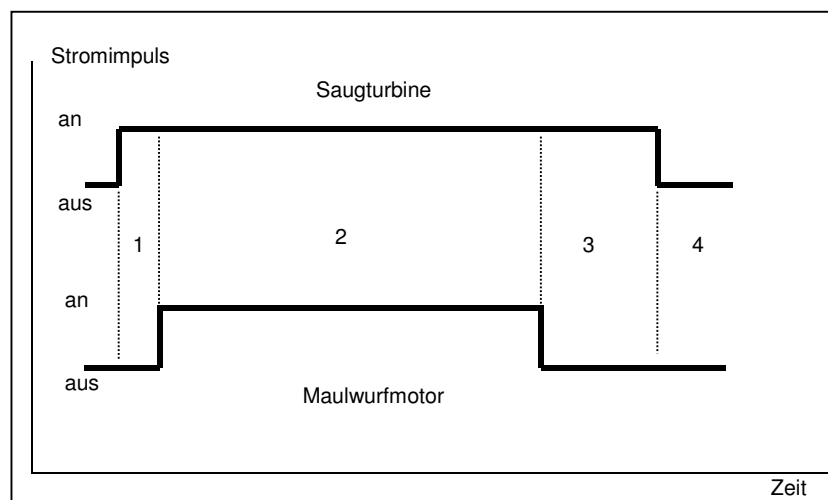 Stromimpuls
Saugturbine
an
aus
1
2
3
4
an
aus
Maulwurfmotor
Zeit